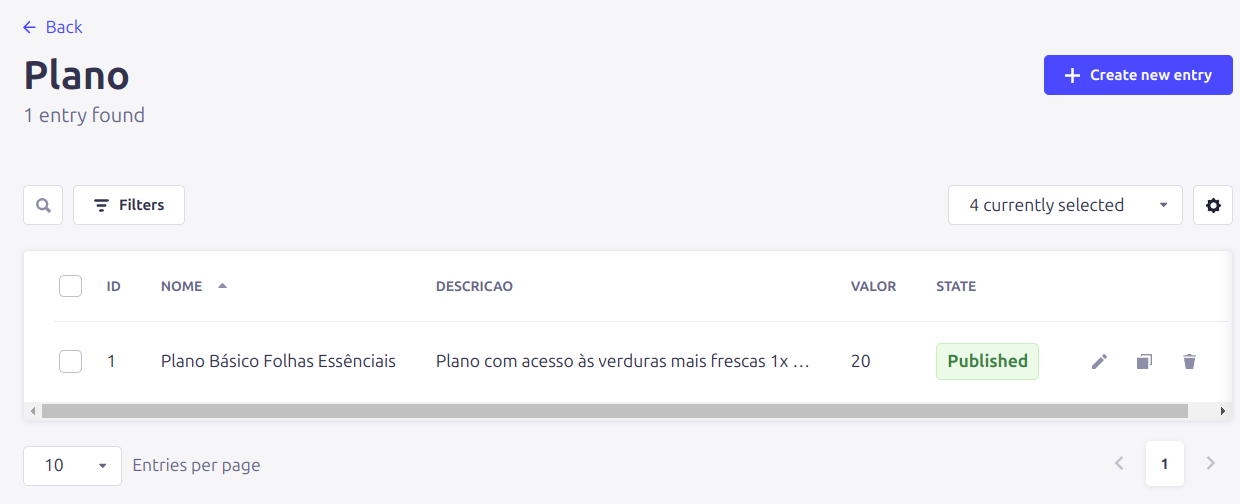 Back
Plano
Create new entry
1 entry found
Filters
4 currently selected
ID NOME DESCRICAO VALOR STATE
1 Plano Básico Folhas Essênciais Plano com acesso às verduras mais frescas 1x … 20 Published
10 Entries per page
1